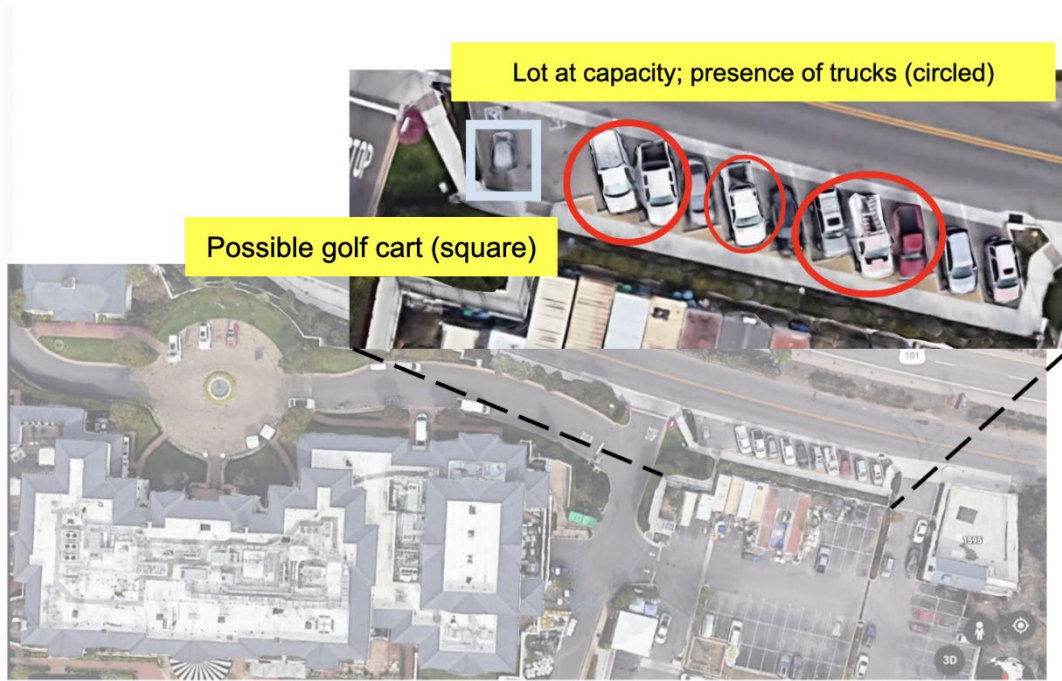 Lot at capacity; presence of trucks (circled)
STOP
Possible golf cart (square)
101
1595
3D